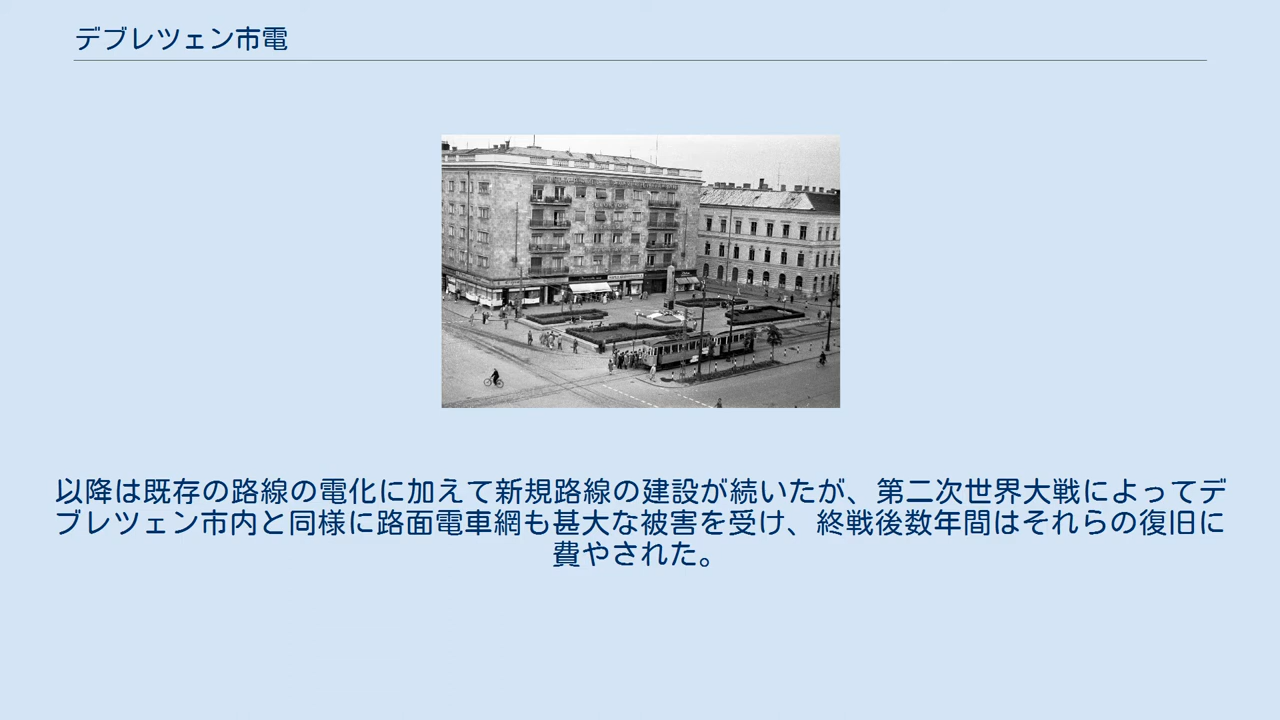 デブレツェン市電
以降は既存の路線の電化に加えて新規路線の建設が続いたが、第二次世界大戦によってデ
ブレツェン市内と同様に路面電車網も甚大な被害を受け、終戦後数年間はそれらの復旧に
費やされた。